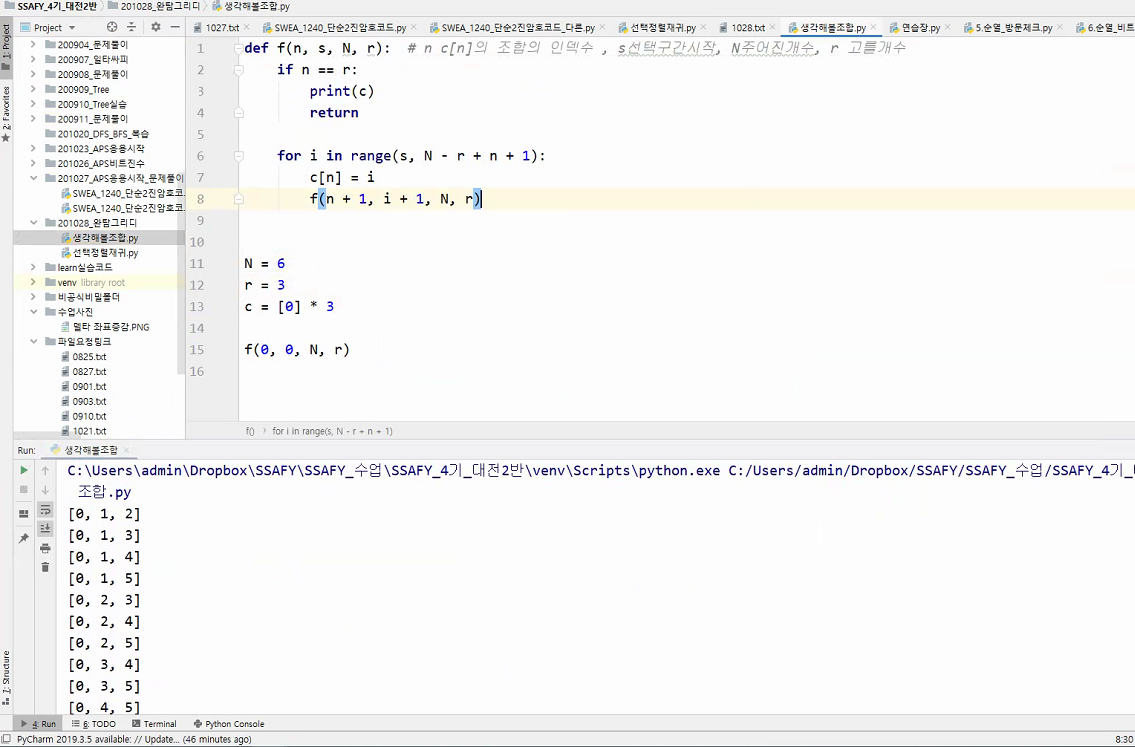 SSAFY_4기_대전2반 201028_완탐그리디 생각해볼조합.py
Project
1027.txt SWEA_1240_단순2진암호코드.py SWEA_1240_단순2진암호코드_다른.py 선택정렬재귀.py 1028.txt 생각해볼조합.py 연습장.py 5.순열_방문체크.py 6.순열_비트
1: Project
2: Favorites
7: Structure
200904_문제풀이
200907_일타싸피
200908_문제풀이
200909_Tree
200910_Tree실습
200911_문제풀이
201020_DFS_BFS_복습
201023_APS응용시작
201026_APS비트진수
201027_APS응용시작_문제풀이
SWEA_1240_단순2진암호코
SWEA_1240_단순2진암호코
201028_완탐그리디
생각해볼조합.py
선택정렬재귀.py
learn실습코드
venv library root
비공식비밀폴더
수업사진
델타 좌표증감.PNG
파일요청링크
0825.txt
0827.txt
0901.txt
0903.txt
0910.txt
1021.txt
1 def f(n, s, N, r): # n c[n]의 조합의 인덱수 , s선택구간시작, N주어진개수, r 고를개수
2 if n == r:
3 print(c)
4 return
5
6 for i in range(s, N - r + n + 1):
7 c[n] = i
8 f(n + 1, i + 1, N, r)
9
10
11 N = 6
12 r = 3
13 c = [0] * 3
14
15 f(0, 0, N, r)
16
f() for i in range(s, N - r + n + 1)
Run: 생각해볼조합
C:\Users\admin\Dropbox\SSAFY\SSAFY_수업\SSAFY_4기_대전2반\venv\Scripts\python.exe C:/Users/admin/Dropbox/SSAFY/SSAFY_수업/SSAFY_4기_
조합.py
[0, 1, 2]
[0, 1, 3]
[0, 1, 4]
[0, 1, 5]
[0, 2, 3]
[0, 2, 4]
[0, 2, 5]
[0, 3, 4]
[0, 3, 5]
[0, 4, 5]
4: Run 6: TODO Terminal Python Console
PyCharm 2019.3.5 available: // Update... (46 minutes ago) 8:30